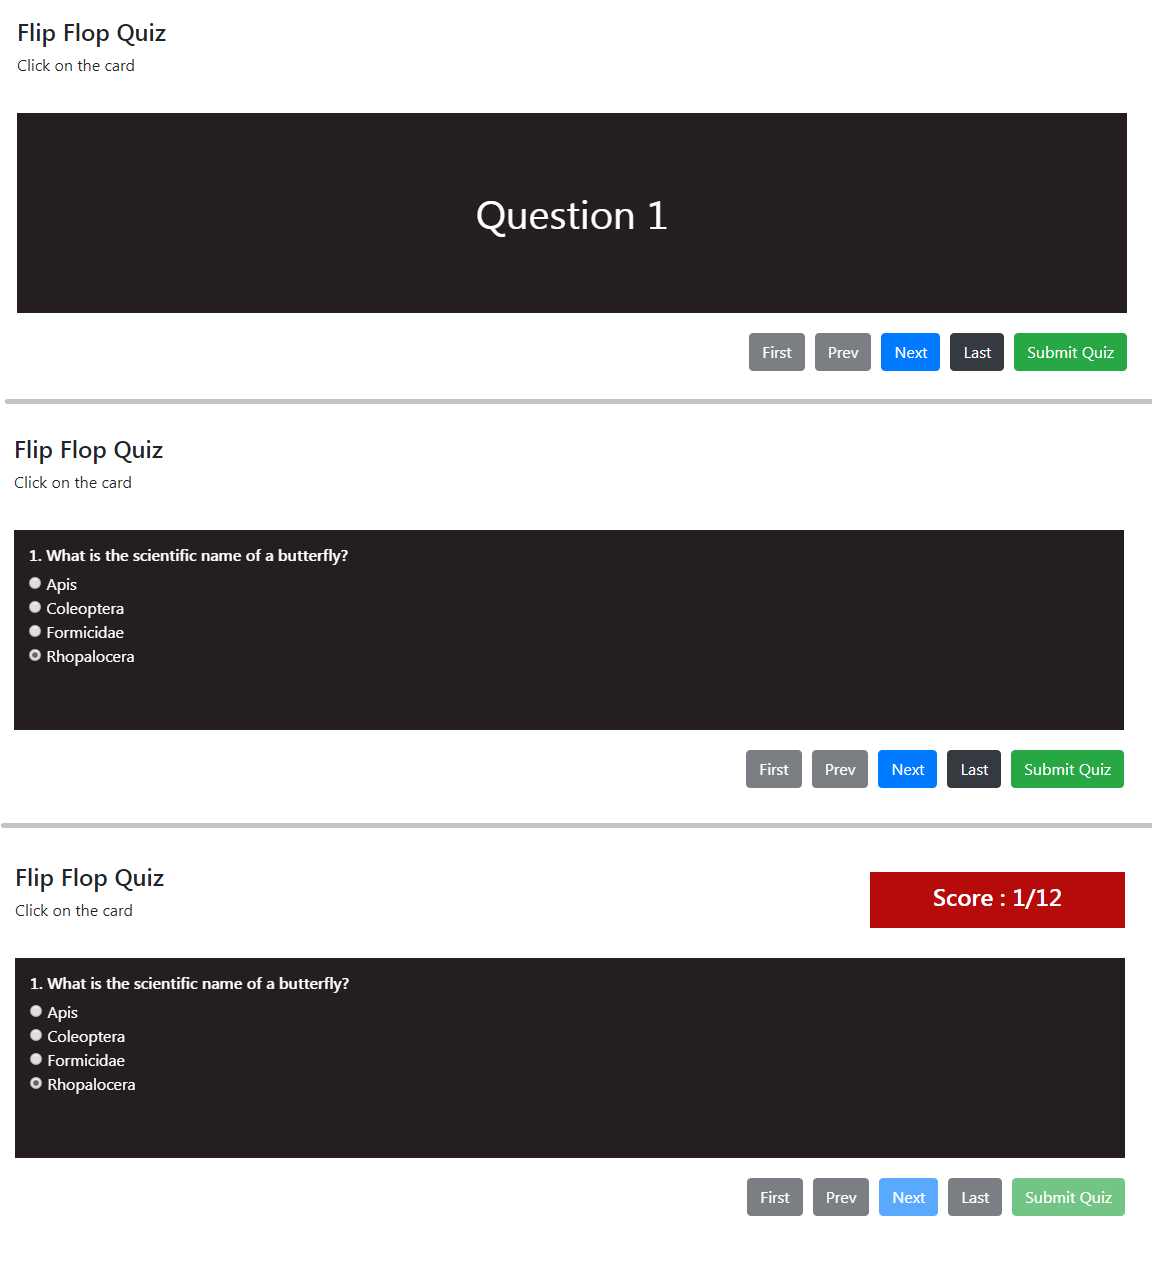 Flip Flop Quiz
Click on the card
Question 1
First Prev Next Last Submit Quiz
Flip Flop Quiz
Click on the card
1. What is the scientific name of a butterfly?
Apis
Coleoptera
Formicidae
Rhopalocera
First Prev Next Last Submit Quiz
Flip Flop Quiz
Score : 1/12
Click on the card
1. What is the scientific name of a butterfly?
Apis
Coleoptera
Formicidae
Rhopalocera
First Prev Next Last Submit Quiz